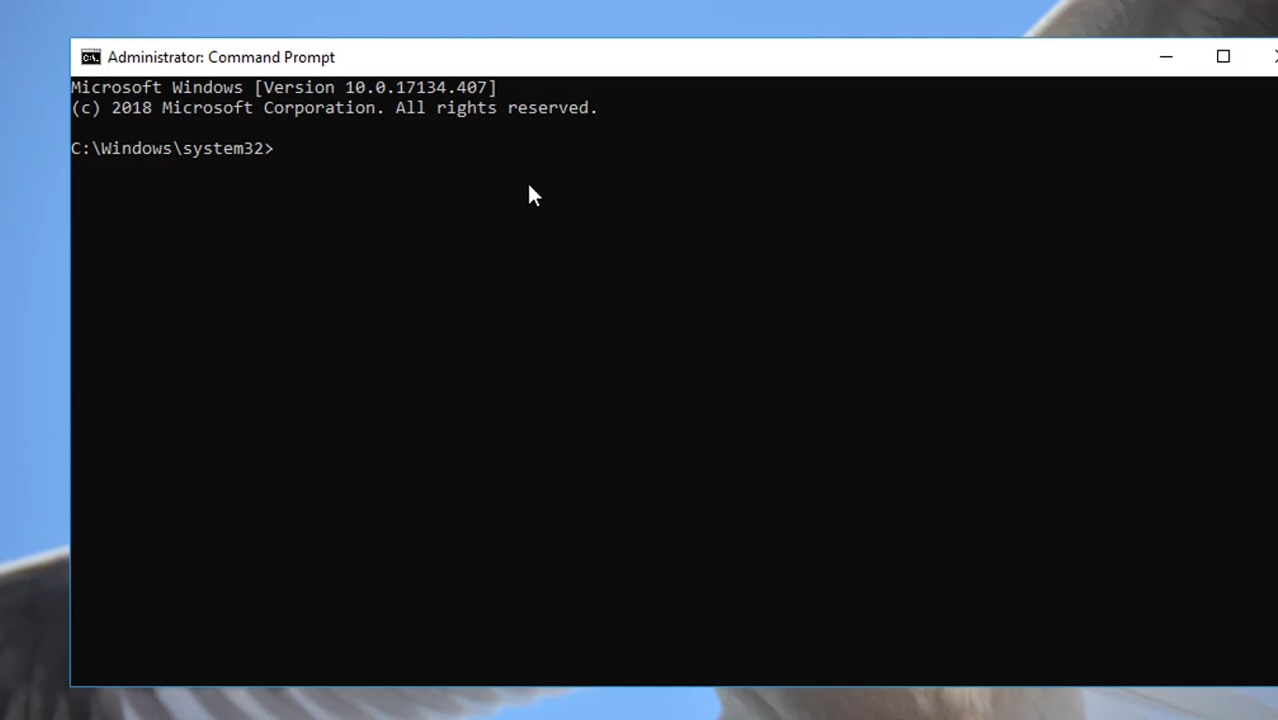 Administrator: Command Prompt
Microsoft Windows [Version 10.0.17134.407]
(c) 2018 Microsoft Corporation. All rights reserved.
C:\Windows\system32>